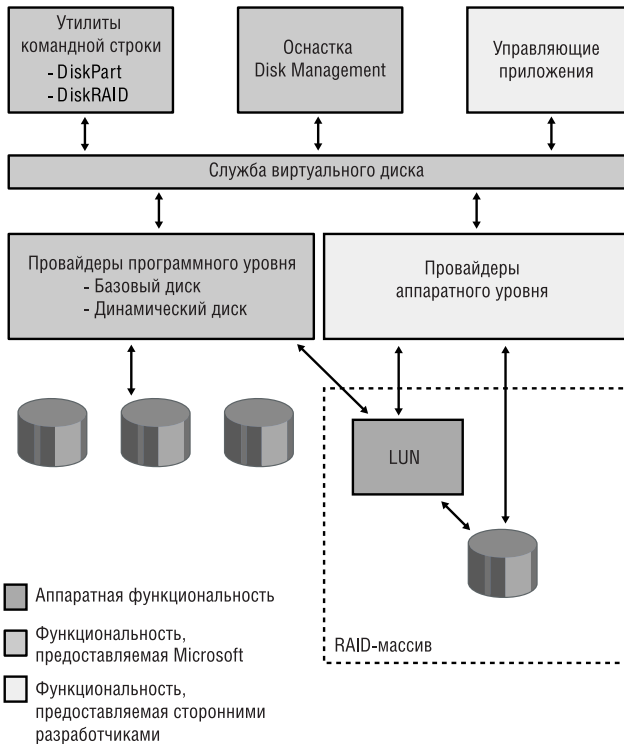 Утилиты
командной строки
- DiskPart
- DiskRAID
Оснастка
Disk Management
Управляющие
приложения
Служба виртуального диска
Провайдеры программного уровня
- Базовый диск
- Динамический диск
Провайдеры
аппаратного уровня
LUN
RAID-массив
Аппаратная функциональность
Функциональность,
предоставляемая Microsoft
Функциональность,
предоставляемая сторонними
разработчиками